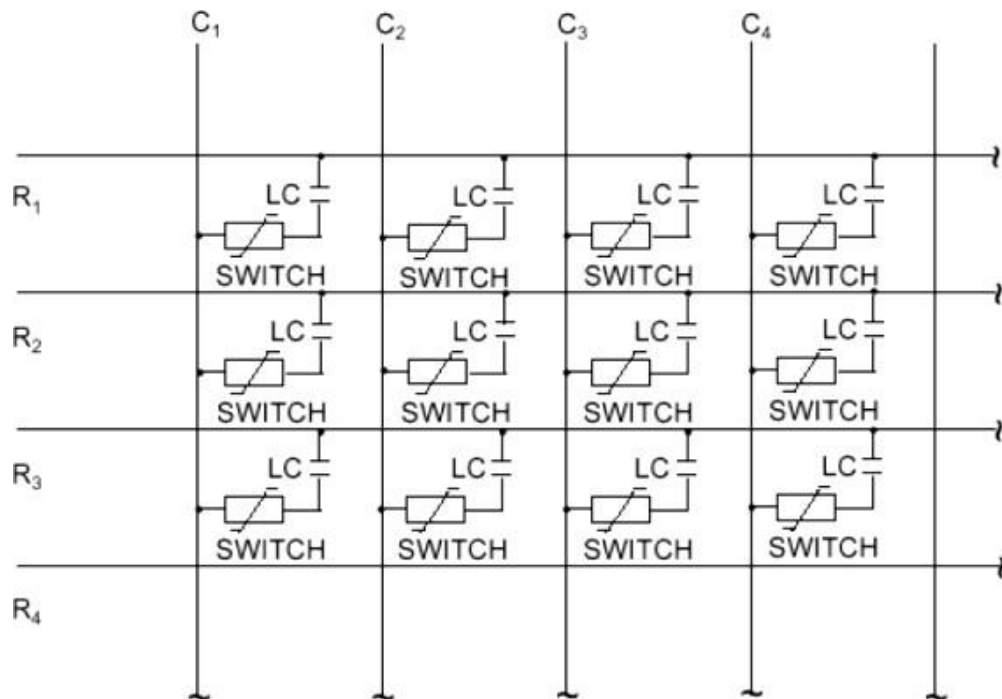 C1 C2 C3 C4
R1 LC LC LC LC
SWITCH SWITCH SWITCH SWITCH
R2 LC LC LC LC
SWITCH SWITCH SWITCH SWITCH
R3 LC LC LC LC
SWITCH SWITCH SWITCH SWITCH
R4